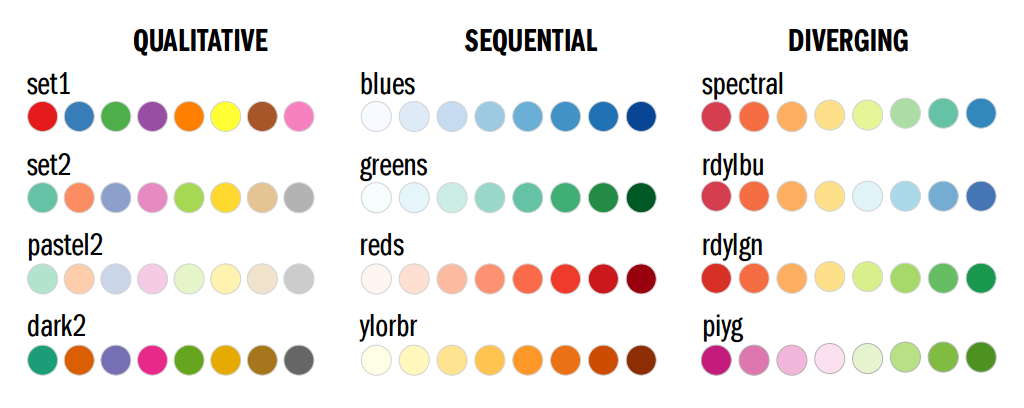 QUALITATIVE SEQUENTIAL DIVERGING
set1 blues spectral
set2 greens rdylbu
pastel2 reds rdylgn
dark2 ylorbr piyg